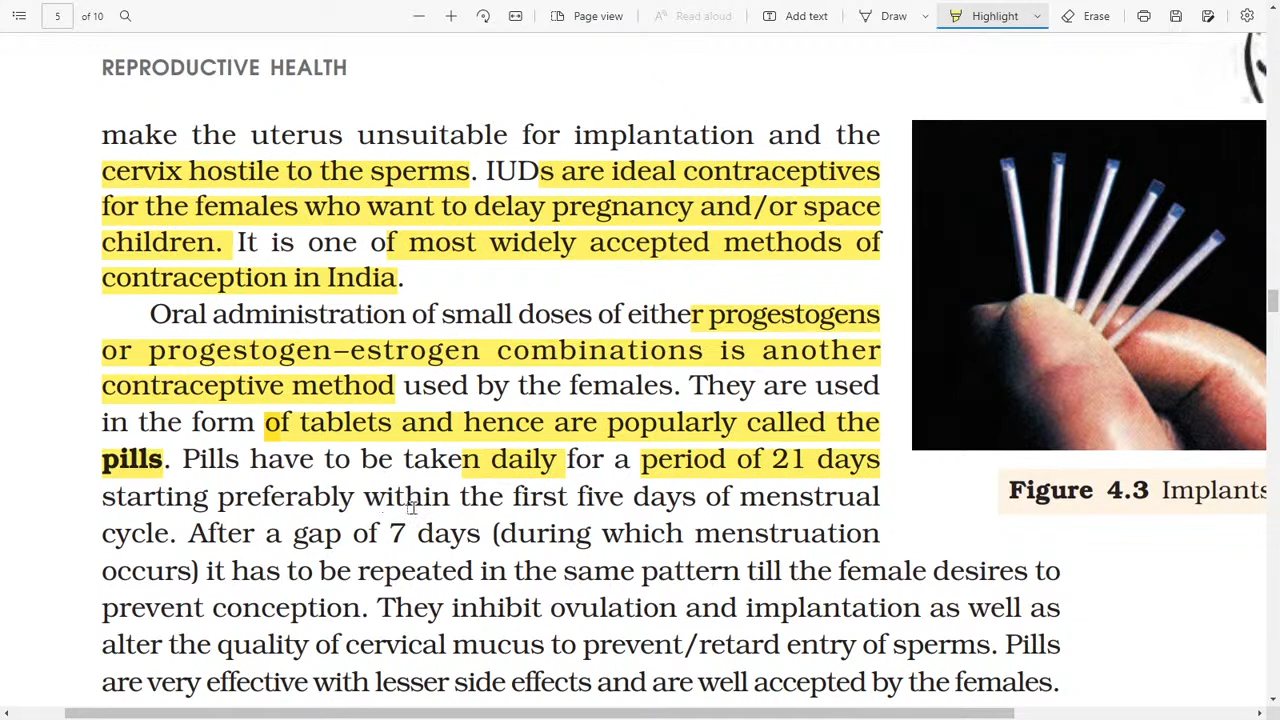 5 of 10 Page view Read aloud Add text Draw Highlight Erase
REPRODUCTIVE HEALTH
make the uterus unsuitable for implantation and the
cervix hostile to the sperms. IUDs are ideal contraceptives
for the females who want to delay pregnancy and/or space
children. It is one of most widely accepted methods of
contraception in India.
Oral administration of small doses of either progestogens
or progestogen–estrogen combinations is another
contraceptive method used by the females. They are used
in the form of tablets and hence are popularly called the
pills. Pills have to be taken daily for a period of 21 days
starting preferably within the first five days of menstrual
cycle. After a gap of 7 days (during which menstruation
occurs) it has to be repeated in the same pattern till the female desires to
prevent conception. They inhibit ovulation and implantation as well as
alter the quality of cervical mucus to prevent/retard entry of sperms. Pills
are very effective with lesser side effects and are well accepted by the females.
Figure 4.3 Implants